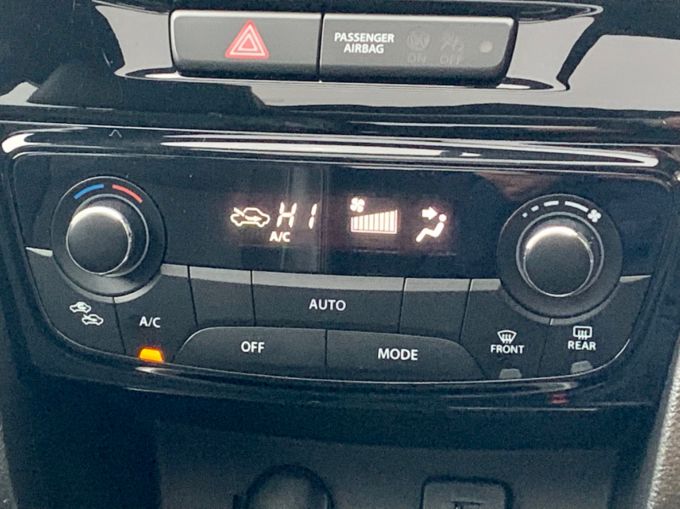 PASSENGER
AIRBAG
ON
OFF
HI
A/C
AUTO
A/C
OFF
MODE
FRONT
REAR